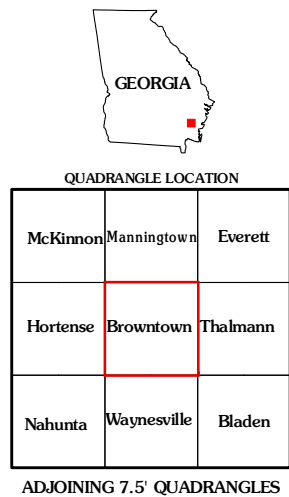 GEORGIA
QUADRANGLE LOCATION
McKinnon Manningtown Everett
Hortense Browntown Thalmann
Nahunta Waynesville Bladen
ADJOINING 7.5' QUADRANGLES